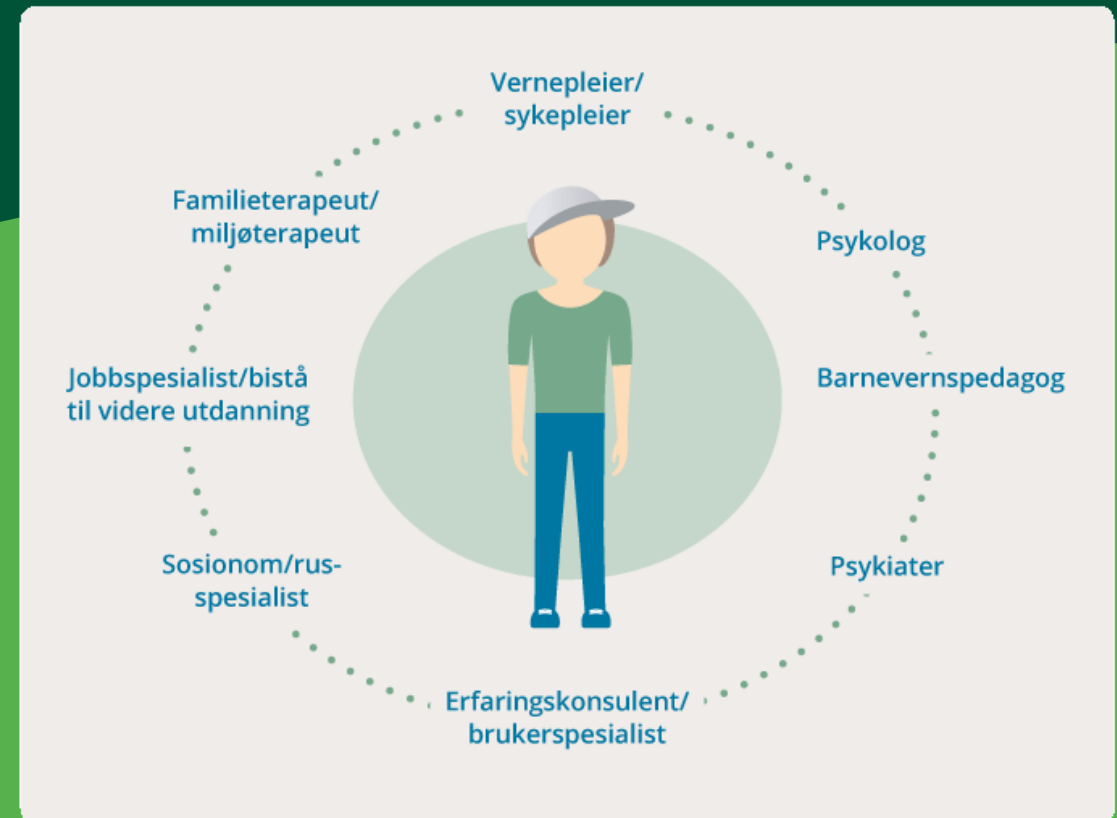 Vernepleier/
sykepleier
Familieterapeut/
miljøterapeut
Psykolog
Jobbspesialist/bistå
til videre utdanning
Barnevernspedagog
Sosionom/rus-
spesialist
Psykiater
Erfaringskonsulent/
brukerspesialist